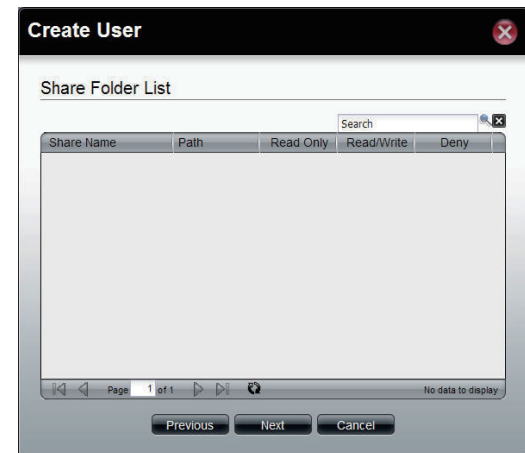 Create User
Share Folder List
Search
Share Name Path Read Only Read/Write Deny
Page 1 of 1 No data to display
Previous Next Cancel